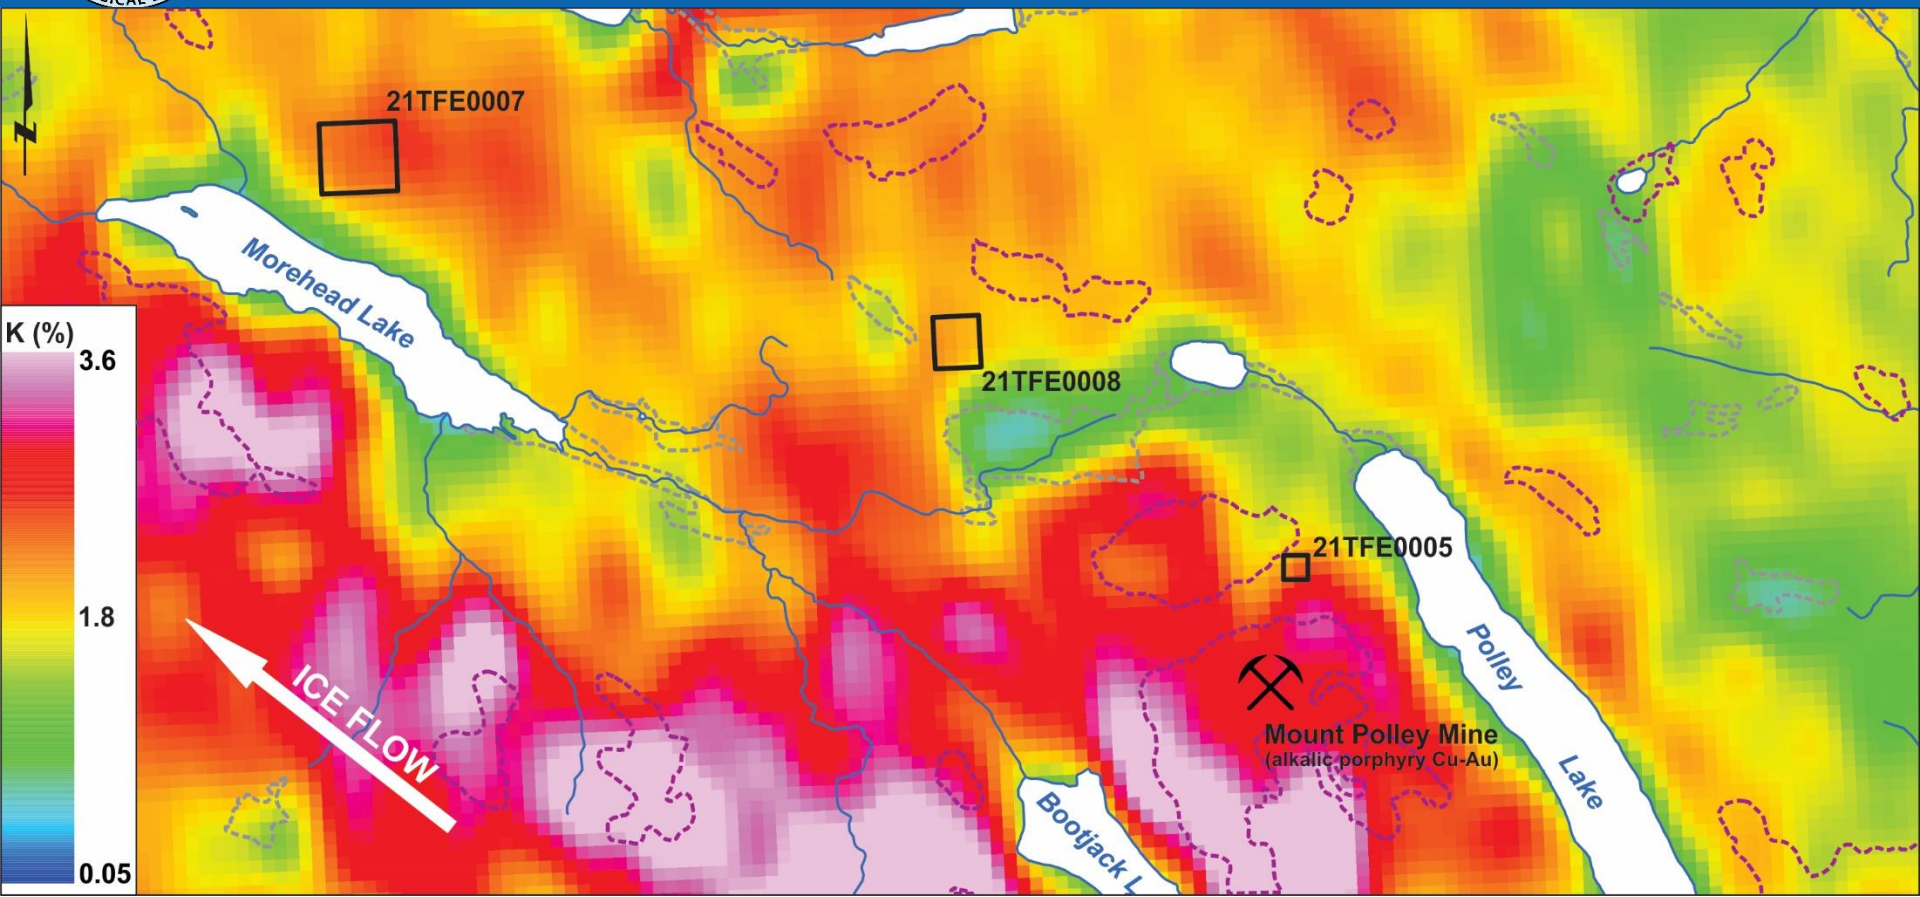 ICAL
21TFE0007
Morehead Lake
K (%)
3.6
21TFE0008
21TFE0005
1.8
Polley
ICE FLOW
Mount Polley Mine
(alkalic porphyry Cu-Au)
Lake
Bootjack L
0.05